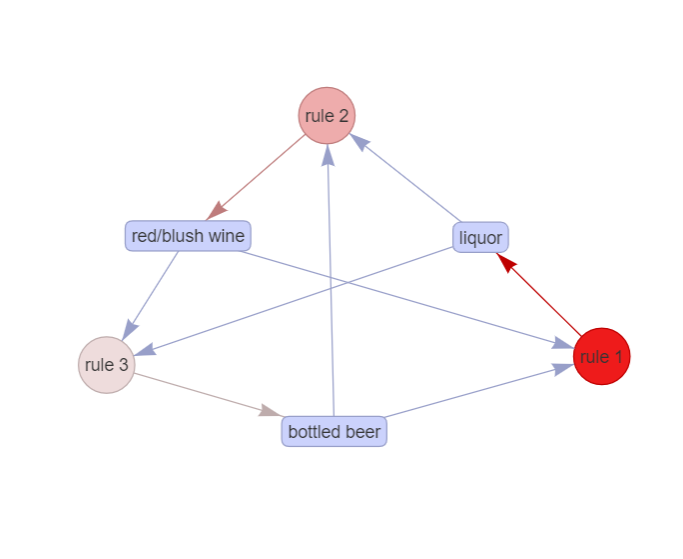 rule 2
red/blush wine
liquor
rule 3
rule 1
bottled beer